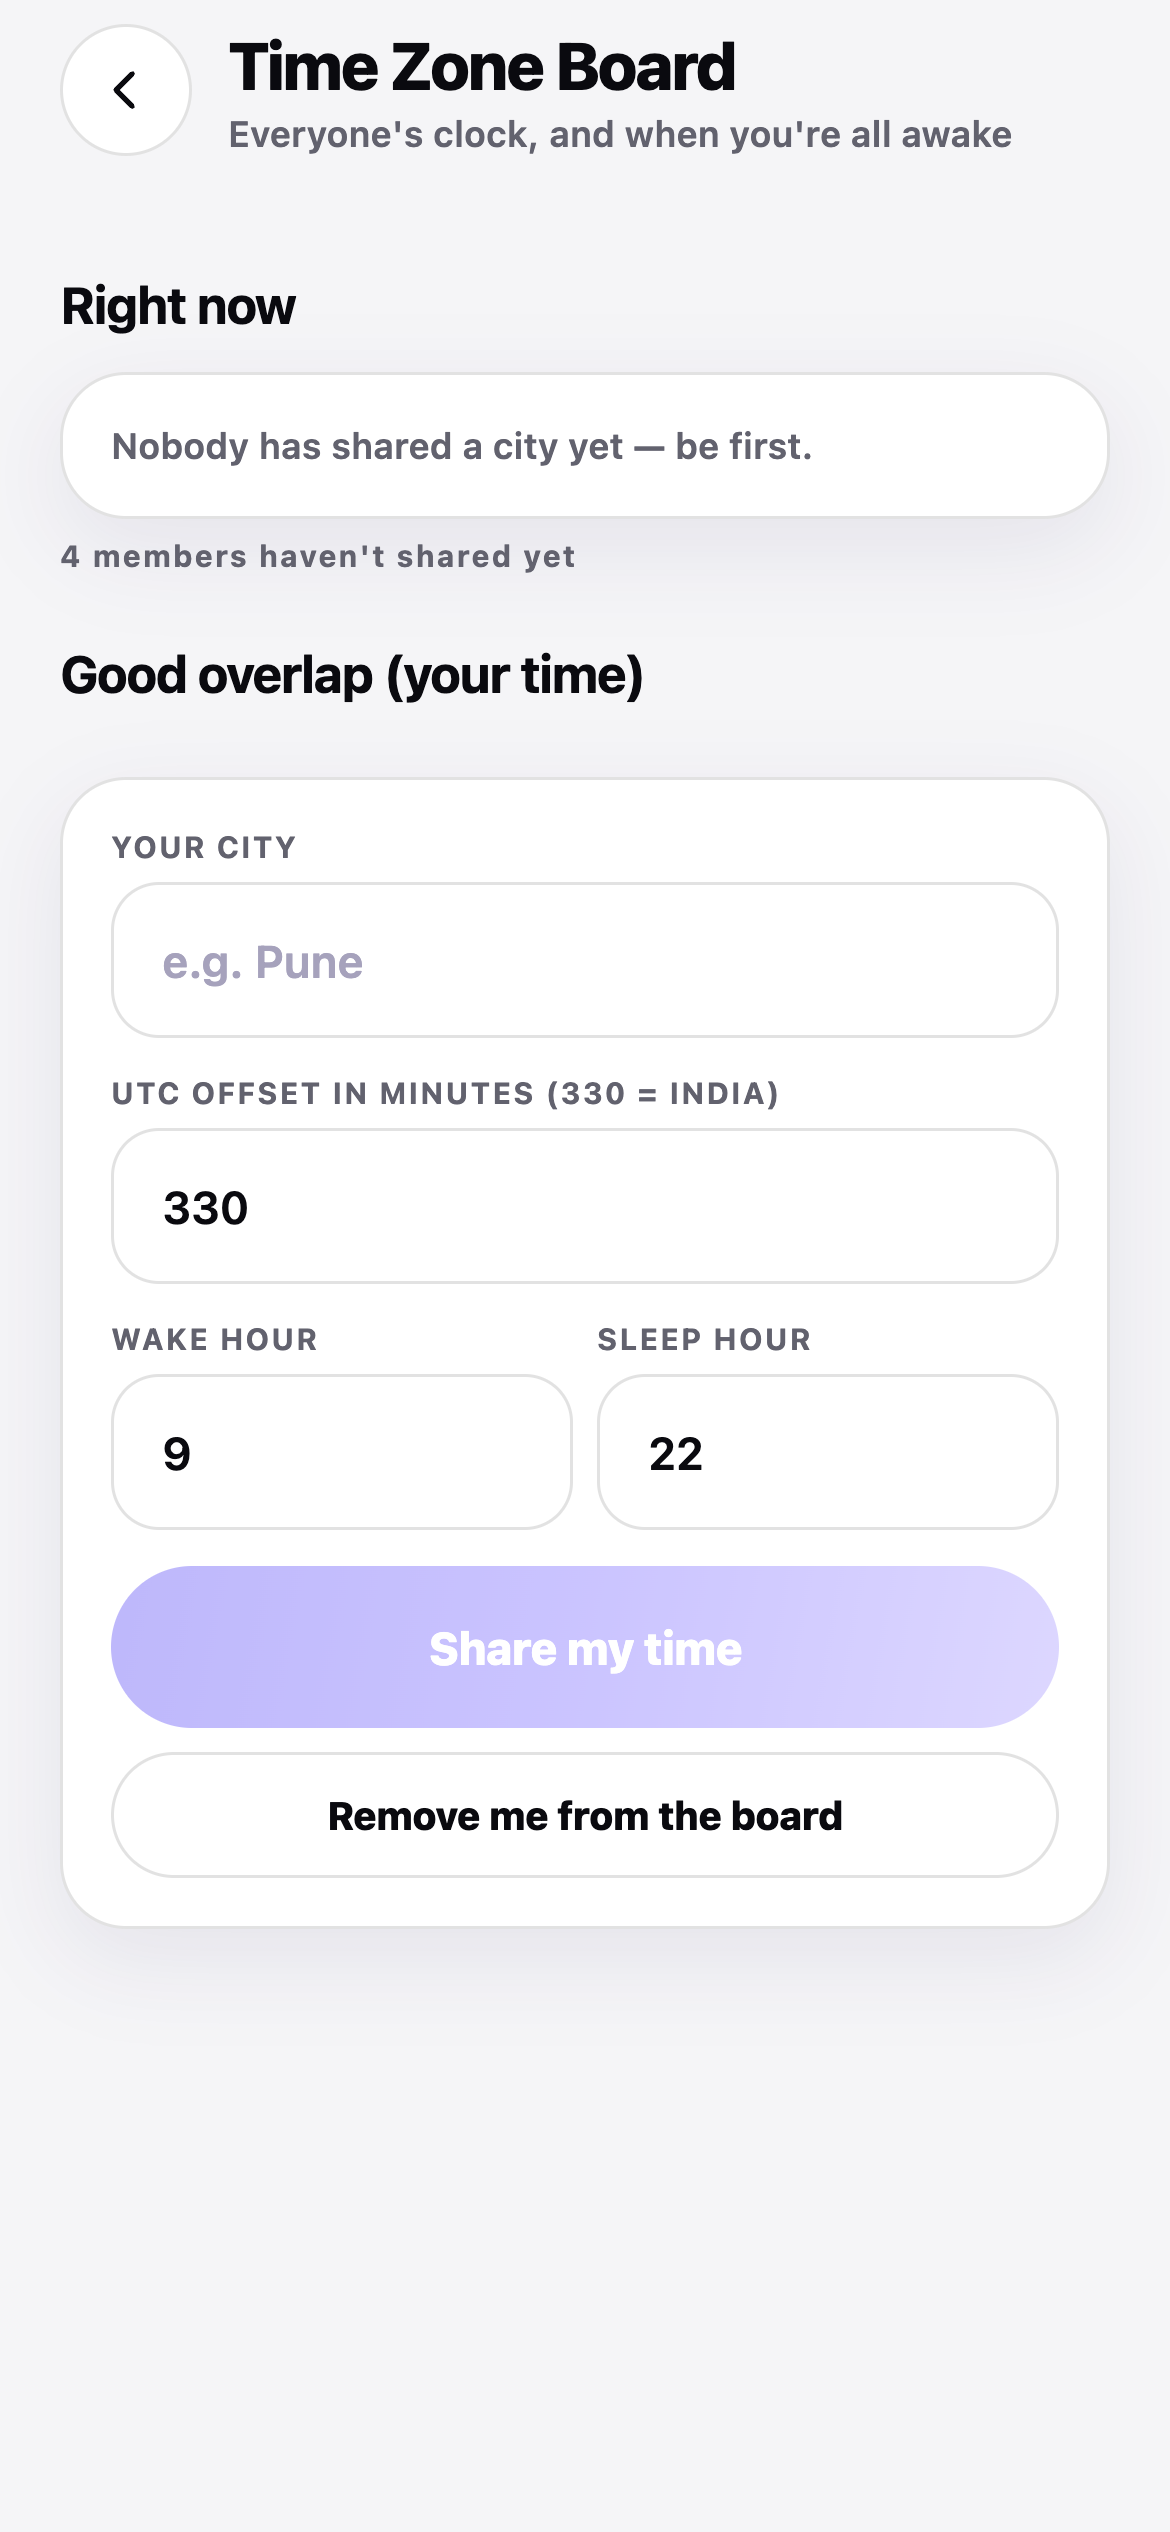 Time Zone Board
Everyone's clock, and when you're all awake
Right now
Nobody has shared a city yet — be first.
4 members haven't shared yet
Good overlap (your time)
YOUR CITY
e.g. Pune
UTC OFFSET IN MINUTES (330 = INDIA)
330
WAKE HOUR
SLEEP HOUR
9
22
Share my time
Remove me from the board